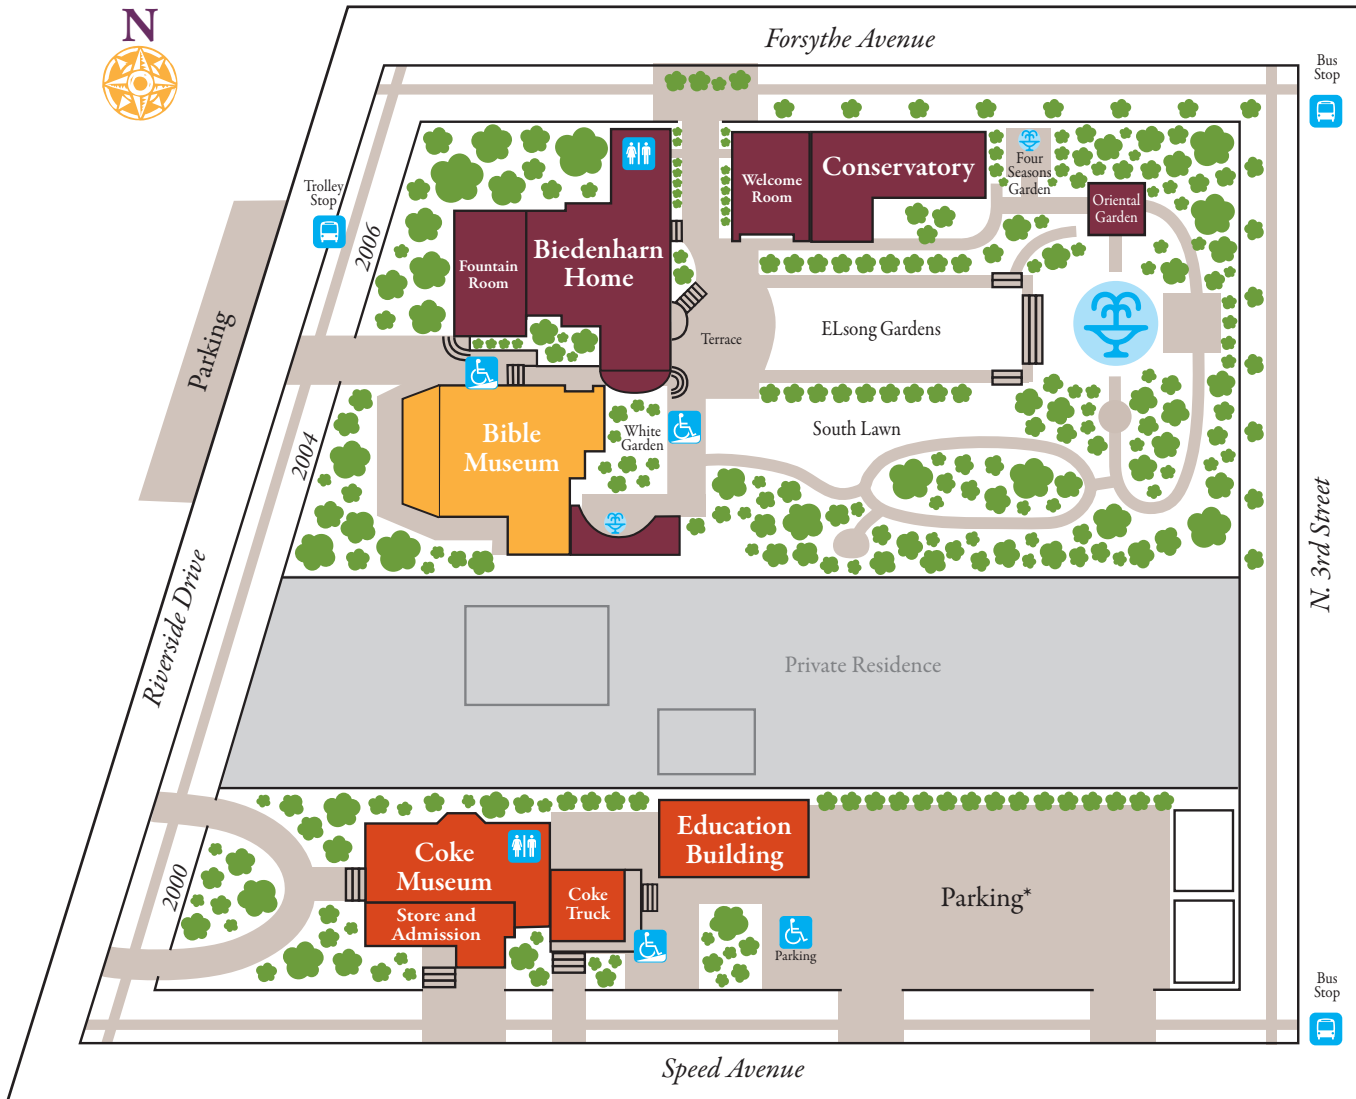 N
Forsythe Avenue
Bus
Stop
Trolley
Stop
2006
Parking
Fountain
Room
Biedenharn
Home
Welcome
Room
Conservatory
Four
Seasons
Garden
Oriental
Garden
Terrace
ELsong Gardens
2004
Bible
Museum
White
Garden
South Lawn
N. 3rd Street
Riverside Drive
Private Residence
2000
Coke
Museum
Store and
Admission
Coke
Truck
Education
Building
Parking
Parking*
Bus
Stop
Speed Avenue